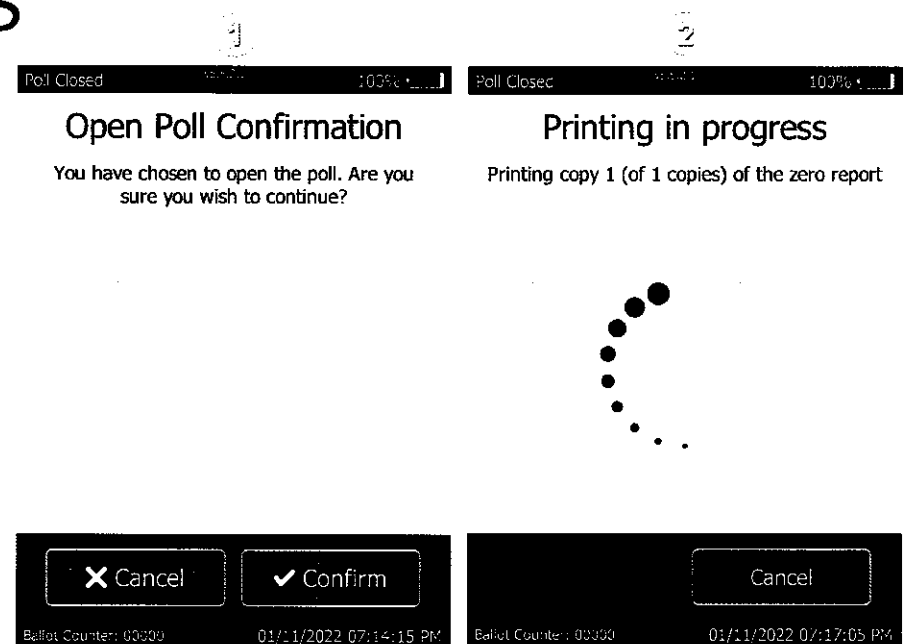 1
Poll Closed
100%
Open Poll Confirmation
You have chosen to open the poll. Are you
sure you wish to continue?
Cancel
Confirm
Ballot Counter: 00000
01/11/2022 07:14:15 PM
2
Poll Closed
100%
Printing in progress
Printing copy 1 (of 1 copies) of the zero report
Cancel
Ballot Counter: 00000
01/11/2022 07:17:05 PM